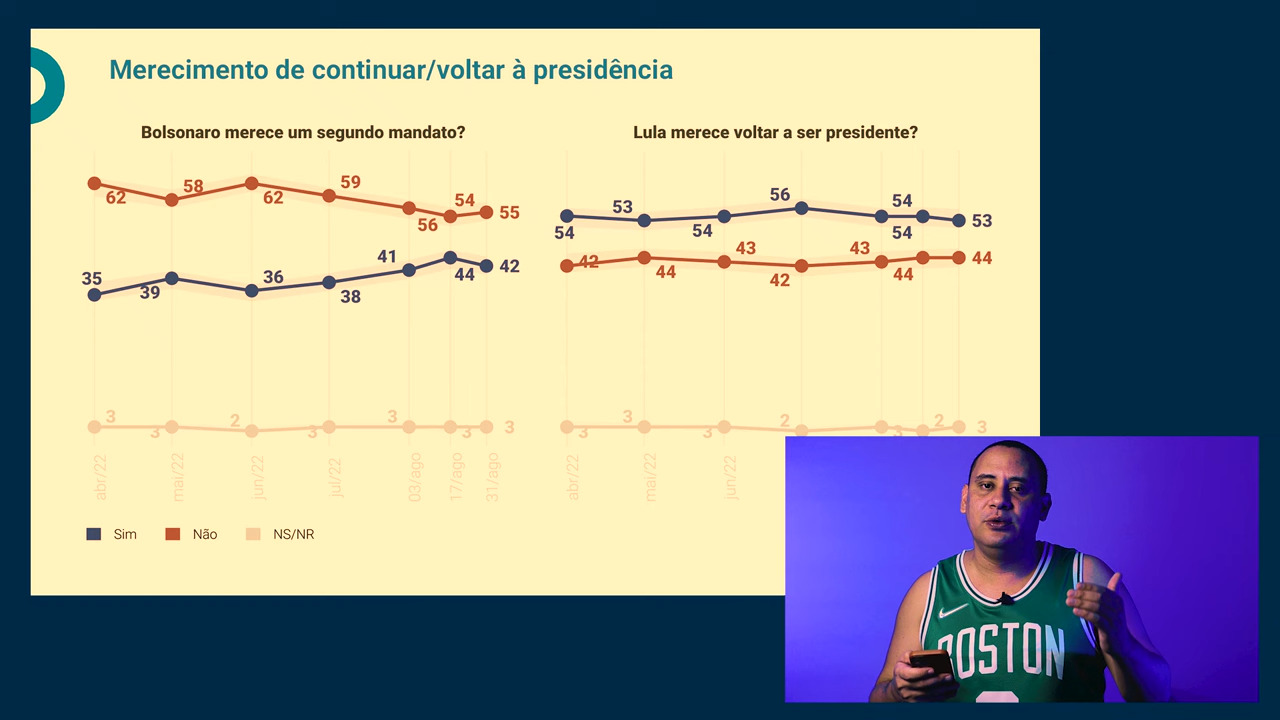 Merecimento de continuar/voltar à presidência
Bolsonaro merece um segundo mandato?
62
58
62
59
56
54
55
35
39
36
38
41
44
42
3
3
2
3
3
3
3
abr/22
mai/22
jun/22
jul/22
03/ago
17/ago
31/ago
Lula merece voltar a ser presidente?
54
53
54
56
54
54
53
42
44
43
42
43
44
44
3
3
3
2
3
2
3
abr/22
mai/22
jun/22
Sim
Não
NS/NR
BOSTON